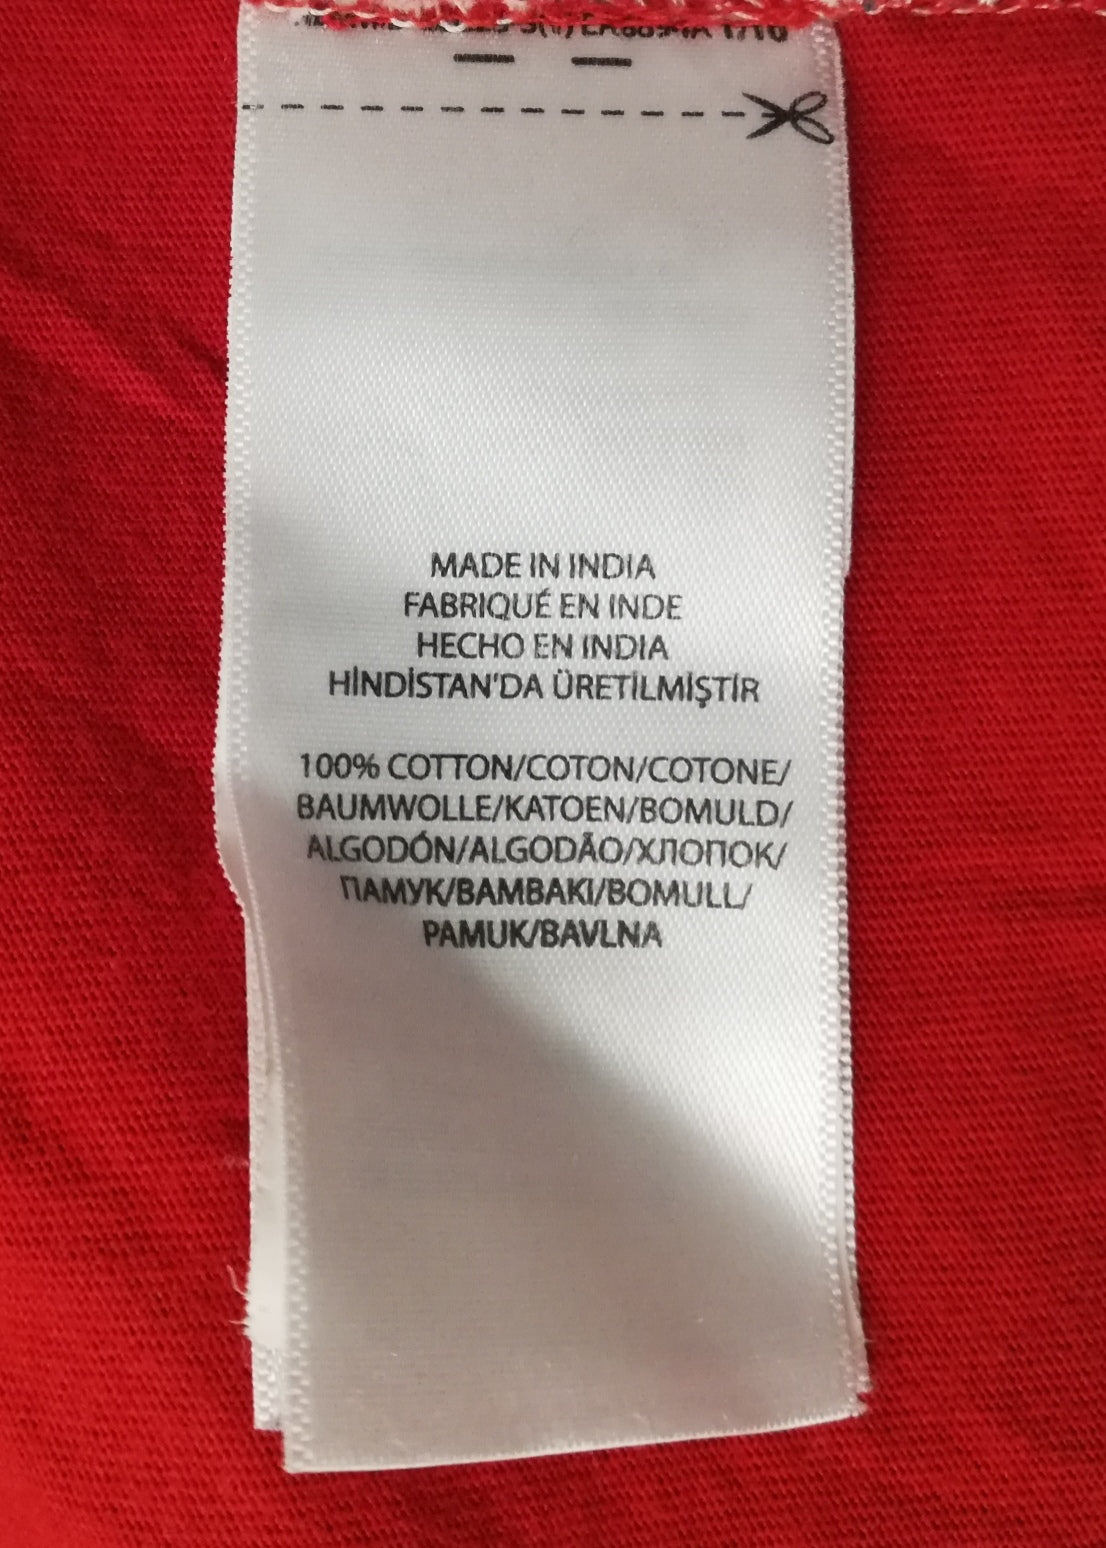 MADE IN INDIA
FABRIQUÉ EN INDE
HECHO EN INDIA
HİNDİSTAN'DA ÜRETİLMİŞTİR
100% COTTON/COTON/COTONE/
BAUMWOLLE/KATOEN/BOMULD/
ALGODÓN/ALGODÃO/ХЛОПОК/
ПАМУК/BAMBAKI/BOMULL/
PAMUK/BAVLNA